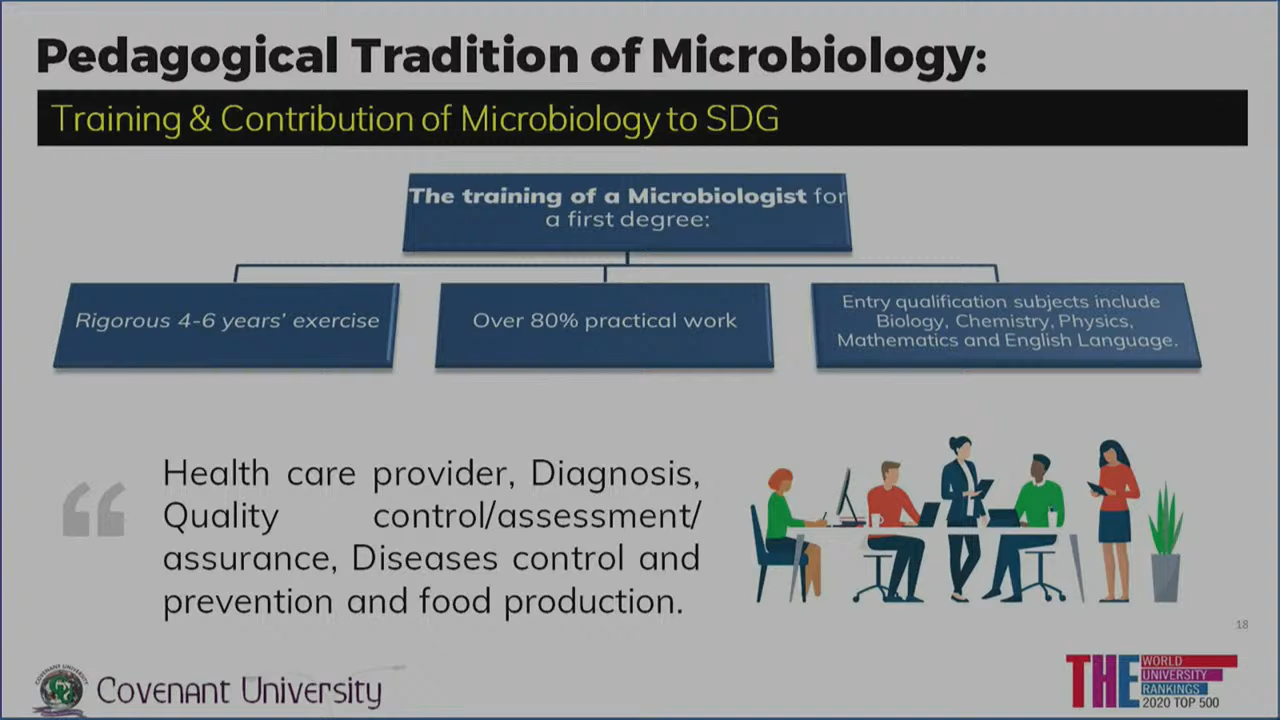 Pedagogical Tradition of Microbiology:
Training & Contribution of Microbiology to SDG
The training of a Microbiologist for
a first degree:
Rigorous 4-6 years’ exercise
Over 80% practical work
Entry qualification subjects include
Biology, Chemistry, Physics,
Mathematics and English Language.
“
Health care provider, Diagnosis,
Quality control/assessment/
assurance, Diseases control and
prevention and food production.
18
Covenant University
THE
WORLD
UNIVERSITY
RANKINGS
2020 TOP 500